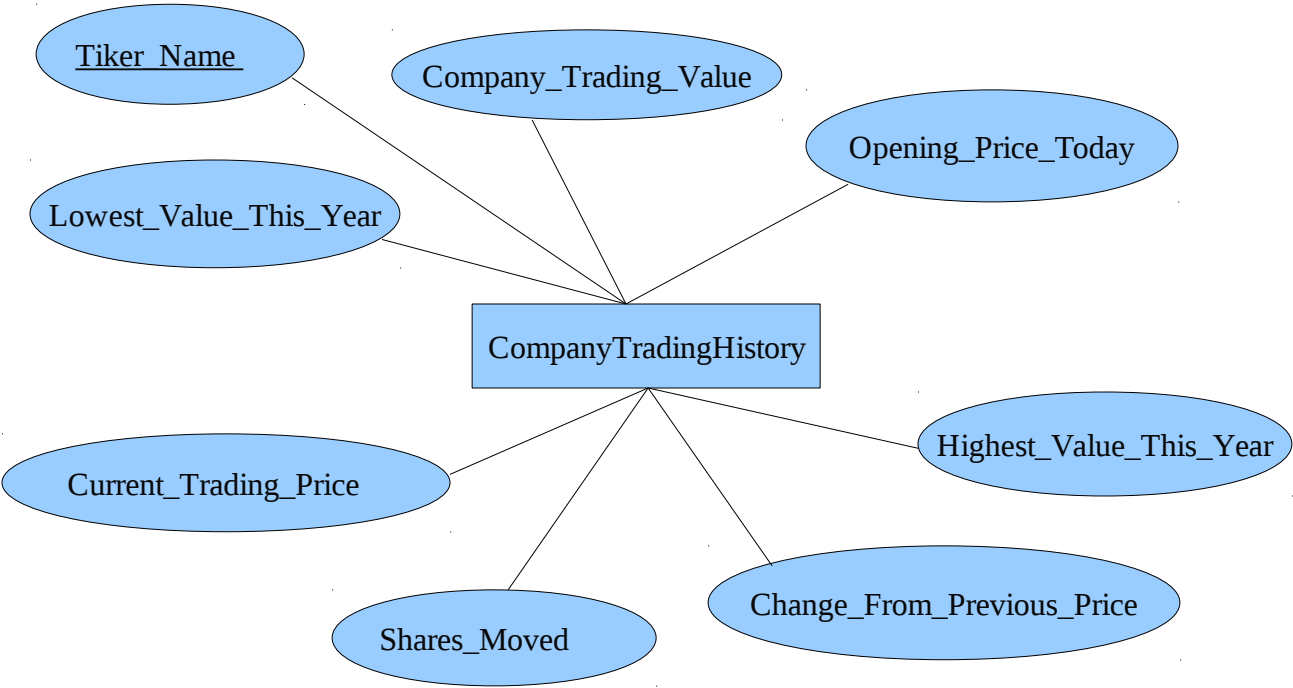 Tiker_Name
Company_Trading_Value
Opening_Price_Today
Lowest_Value_This_Year
CompanyTradingHistory
Highest_Value_This_Year
Current_Trading_Price
Change_From_Previous_Price
Shares_Moved